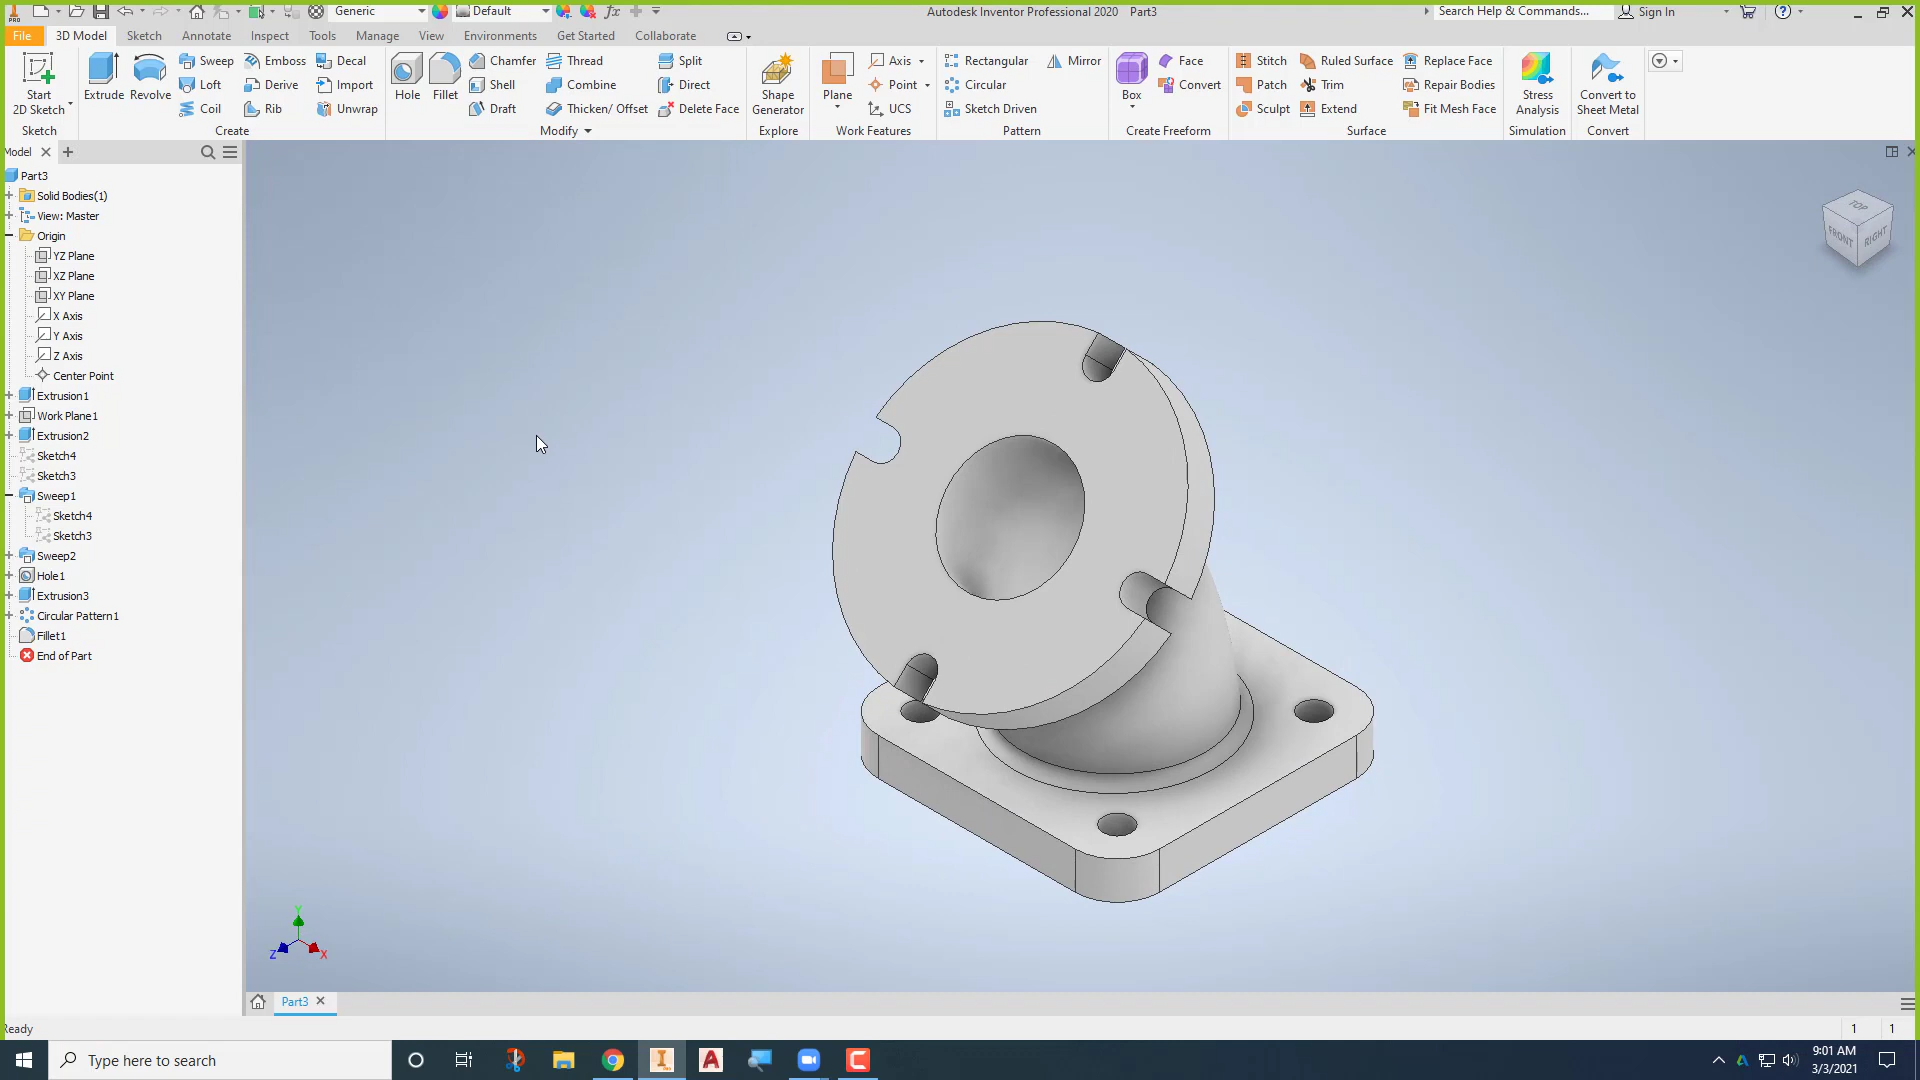 PRO Generic Default Autodesk Inventor Professional 2020 Part3 Search Help & Commands... Sign In
File 3D Model Sketch Annotate Inspect Tools Manage View Environments Get Started Collaborate
Start 2D Sketch
Sketch
Extrude Revolve
Sweep Emboss Decal
Loft Derive Import
Coil Rib Unwrap
Create
Hole Fillet
Chamfer Thread Split
Shell Combine Direct
Draft Thicken/ Offset Delete Face
Modify
Shape Generator
Explore
Plane
Axis
Point
UCS
Work Features
Rectangular Mirror
Circular
Sketch Driven
Pattern
Box
Face
Convert
Create Freeform
Stitch Ruled Surface Replace Face
Patch Trim Repair Bodies
Sculpt Extend Fit Mesh Face
Surface
Stress Analysis
Simulation
Convert to Sheet Metal
Convert
Model
Part3
Solid Bodies(1)
View: Master
Origin
YZ Plane
XZ Plane
XY Plane
X Axis
Y Axis
Z Axis
Center Point
Extrusion1
Work Plane1
Extrusion2
Sketch4
Sketch3
Sweep1
Sketch4
Sketch3
Sweep2
Hole1
Extrusion3
Circular Pattern1
Fillet1
End of Part
TOP
FRONT RIGHT
Y
Z X
Part3
Ready 1 1
Type here to search
9:01 AM
3/3/2021